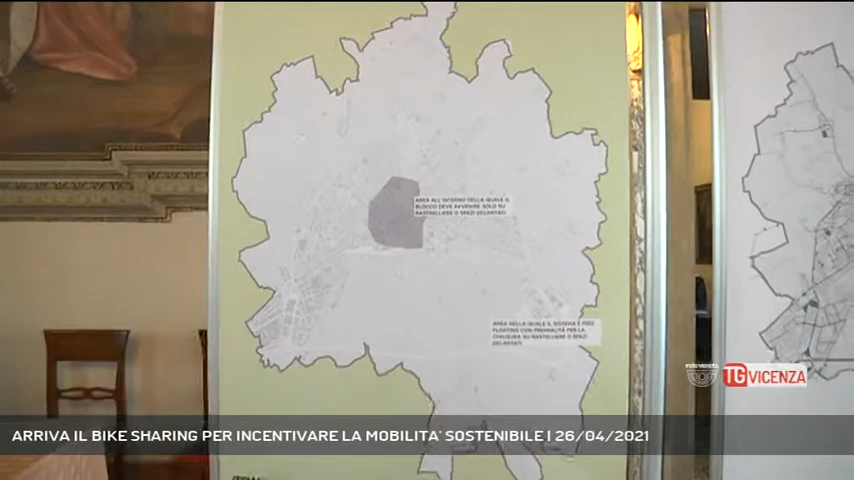 AREA ALL'INTERNO DELLA QUALE IL
BLOCCO DEVE AVVENIRE SOLO SU
RASTRELLIERE O SPAZI DELIMITATI
AREA NELLA QUALE IL SISTEMA È FREE
FLOATING CON PREMIALITÀ PER LA
CHIUSURA SU RASTRELLIERE O SPAZI
DELIMITATI
rete veneta
TG VICENZA
ARRIVA IL BIKE SHARING PER INCENTIVARE LA MOBILITA' SOSTENIBILE | 26/04/2021